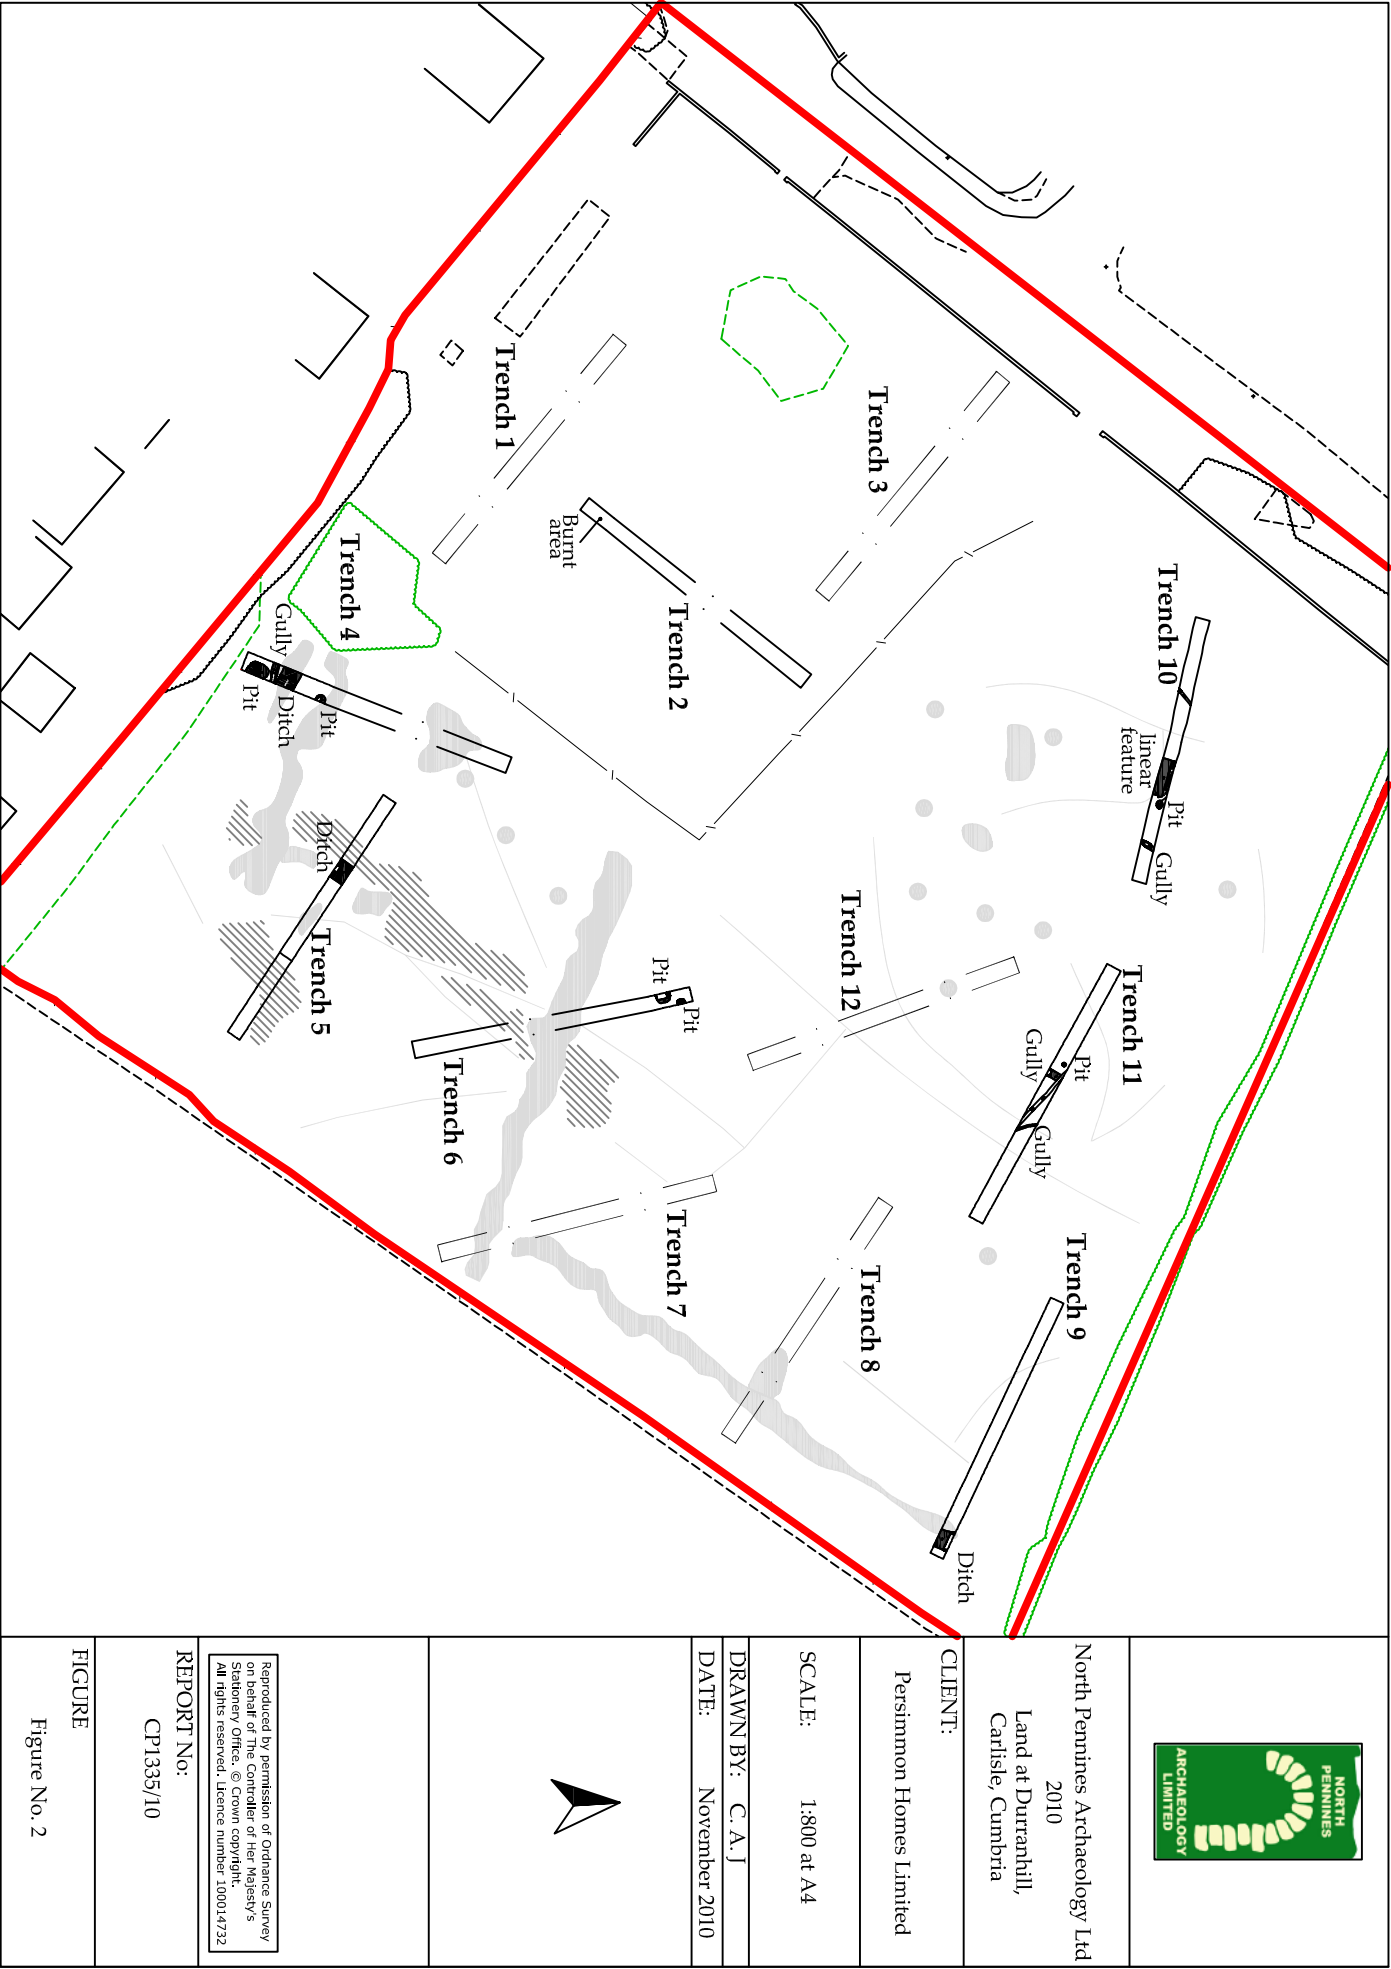 Trench 10
linear
feature
Pit
Gully
Trench 11
Pit
Gully
Gully
Trench 9
Ditch
Trench 3
Trench 12
Trench 8
Trench 2
Burnt
area
Pit
Pit
Trench 7
Trench 1
Trench 6
Trench 4
Gully
Pit
Ditch
Pit
Ditch
Trench 5
NORTH
PENNINES
ARCHAEOLOGY
LIMITED
North Pennines Archaeology Ltd
2010
Land at Durranhill,
Carlisle, Cumbria
CLIENT:
Persimmon Homes Limited
SCALE: 1:800 at A4
DRAWN BY: C. A. J
DATE: November 2010
Reproduced by permission of Ordnance Survey
on behalf of The Controller of Her Majesty's
Stationery Office. © Crown copyright.
All rights reserved. Licence number 100014732
REPORT No:
CP1335/10
FIGURE
Figure No. 2